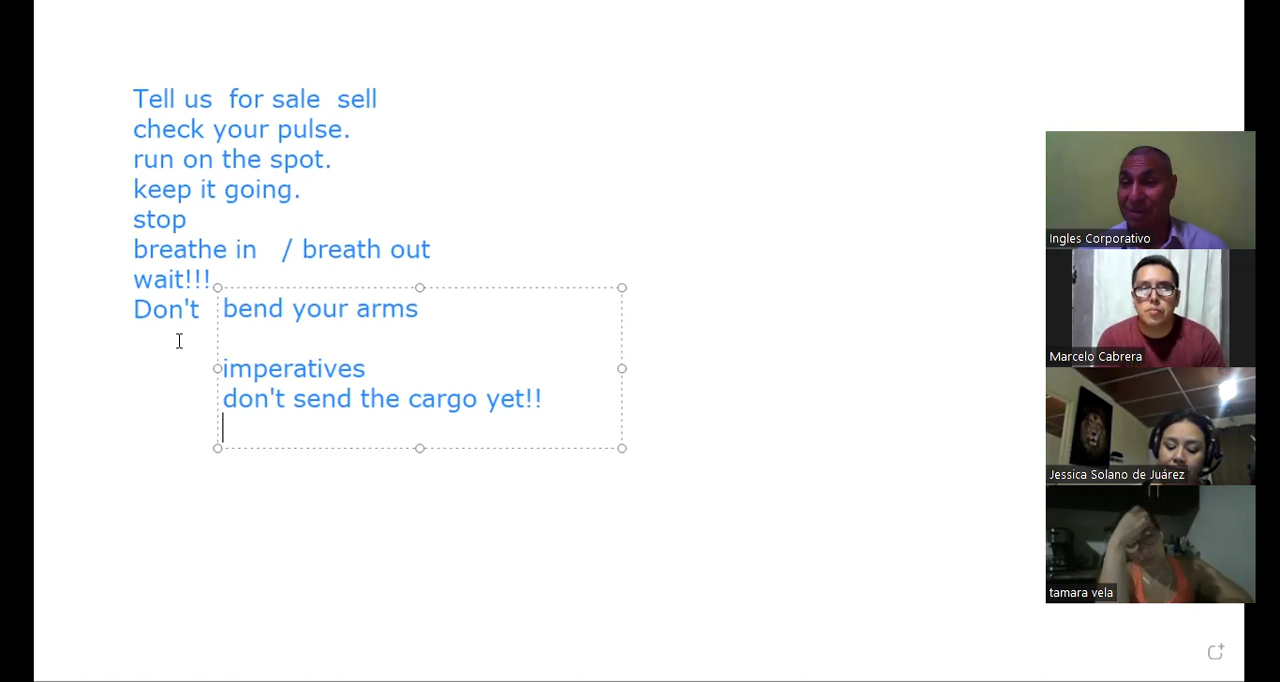 Tell us for sale sell
check your pulse.
run on the spot.
keep it going.
stop
breathe in / breath out
wait!!!
Don't bend your arms
imperatives
don't send the cargo yet!!
Ingles Corporativo
Marcelo Cabrera
Jessica Solano de Juárez
tamara vela